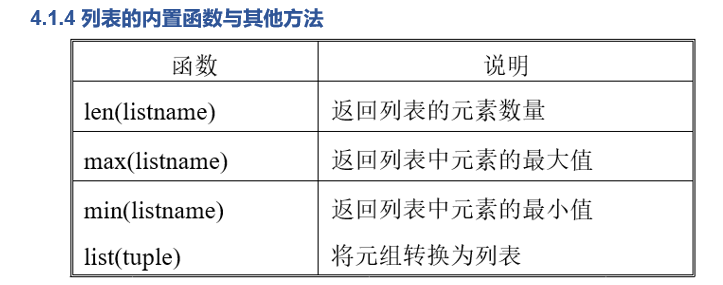 4.1.4 列表的内置函数与其他方法
函数 说明
len(listname) 返回列表的元素数量
max(listname) 返回列表中元素的最大值
min(listname) 返回列表中元素的最小值
list(tuple) 将元组转换为列表